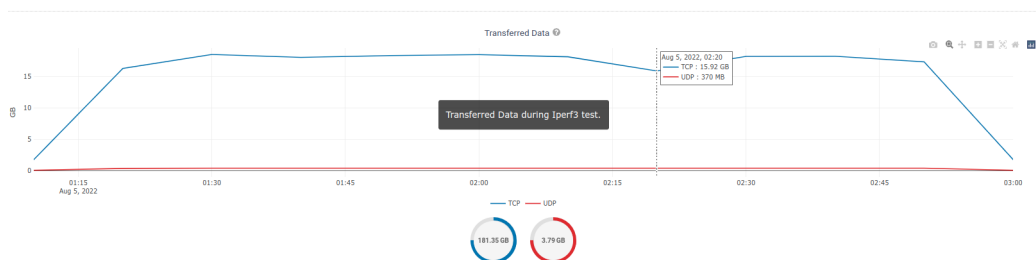 Transferred Data ?
Aug 5, 2022, 02:20
TCP : 15.92 GB
UDP : 370 MB
15
10
5
0
GB
Transferred Data during Iperf3 test.
01:15
Aug 5, 2022
01:30
01:45
02:00
02:15
02:30
02:45
03:00
TCP
UDP
181.35 GB
3.79 GB